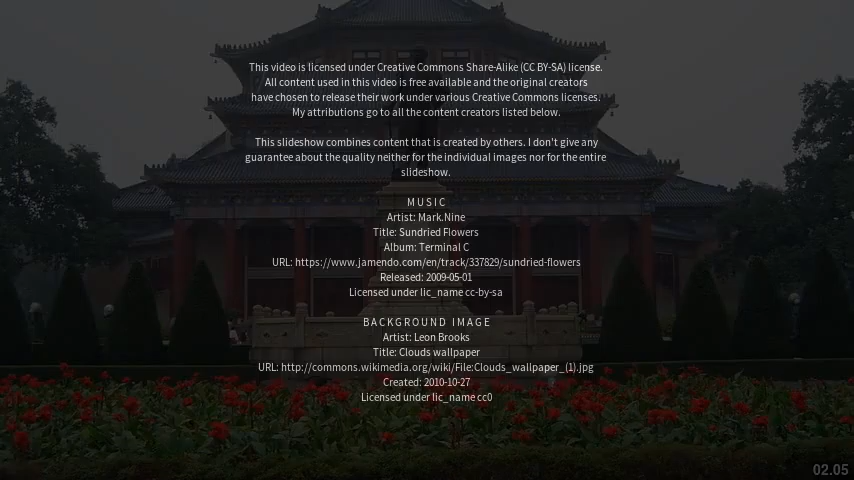 This video is licensed under Creative Commons Share-Alike (CC BY-SA) license.
All content used in this video is free available and the original creators
have chosen to release their work under various Creative Commons licenses.
My attributions go to all the content creators listed below.
This slideshow combines content that is created by others. I don't give any
guarantee about the quality neither for the individual images nor for the entire
slideshow.
MUSIC
Artist: Mark.Nine
Title: Sundried Flowers
Album: Terminal C
URL: https://www.jamendo.com/en/track/337829/sundried-flowers
Released: 2009-05-01
Licensed under lic_name cc-by-sa
BACKGROUND IMAGE
Artist: Leon Brooks
Title: Clouds wallpaper
URL: http://commons.wikimedia.org/wiki/File:Clouds_wallpaper_(1).jpg
Created: 2010-10-27
Licensed under lic_name cc0
02.05